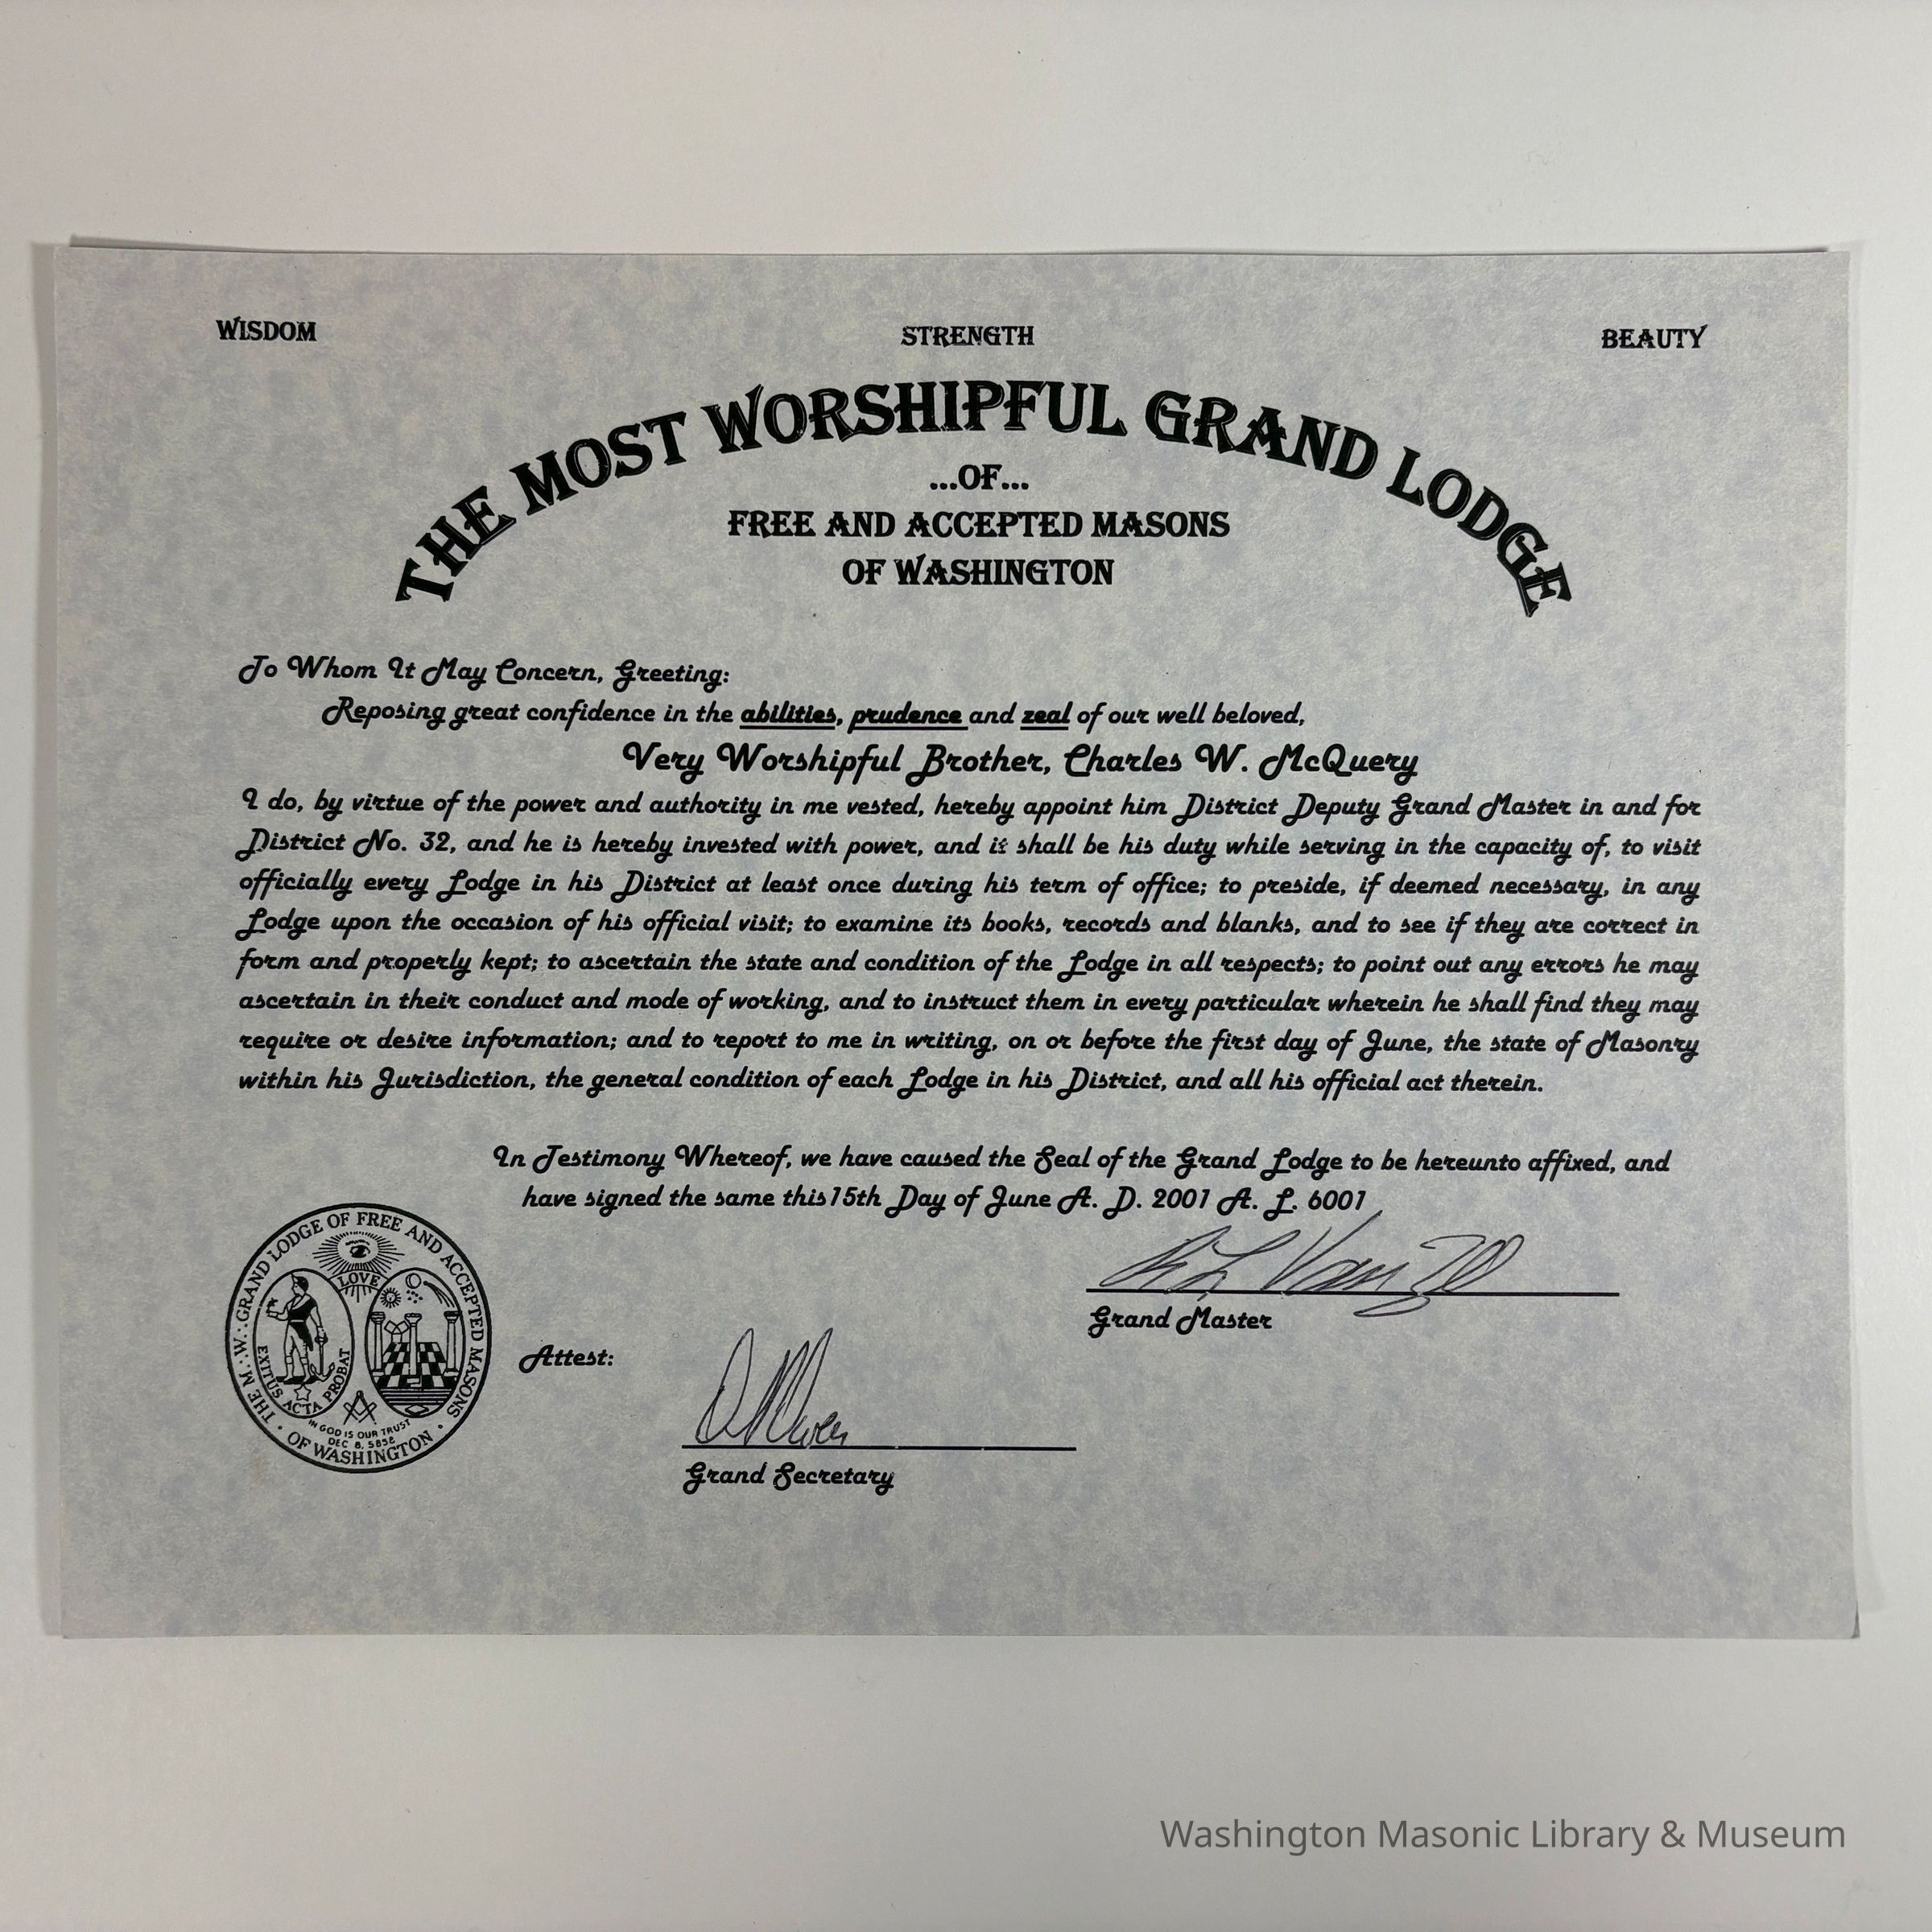 WISDOM STRENGTH BEAUTY
THE MOST WORSHIPFUL GRAND LODGE
...OF...
FREE AND ACCEPTED MASONS
OF WASHINGTON
To Whom It May Concern, Greeting:
Reposing great confidence in the abilities, prudence and zeal of our well beloved,
Very Worshipful Brother, Charles W. McQuery
I do, by virtue of the power and authority in me vested, hereby appoint him District Deputy Grand Master in and for
District No. 32, and he is hereby invested with power, and it shall be his duty while serving in the capacity of, to visit
officially every Lodge in his District at least once during his term of office; to preside, if deemed necessary, in any
Lodge upon the occasion of his official visit; to examine its books, records and blanks, and to see if they are correct in
form and properly kept; to ascertain the state and condition of the Lodge in all respects; to point out any errors he may
ascertain in their conduct and mode of working, and to instruct them in every particular wherein he shall find they may
require or desire information; and to report to me in writing, on or before the first day of June, the state of Masonry
within his Jurisdiction, the general condition of each Lodge in his District, and all his official act therein.
In Testimony Whereof, we have caused the Seal of the Grand Lodge to be hereunto affixed, and
have signed the same this 15th Day of June A. D. 2001 A. L. 6001
THE M.·.W.·. GRAND LODGE OF FREE AND ACCEPTED MASONS
LOVE
EXITUS ACTA PROBAT
IN GOD IS OUR TRUST
DEC 8, 5858
· OF WASHINGTON ·
Grand Master
Attest:
Grand Secretary
Washington Masonic Library & Museum